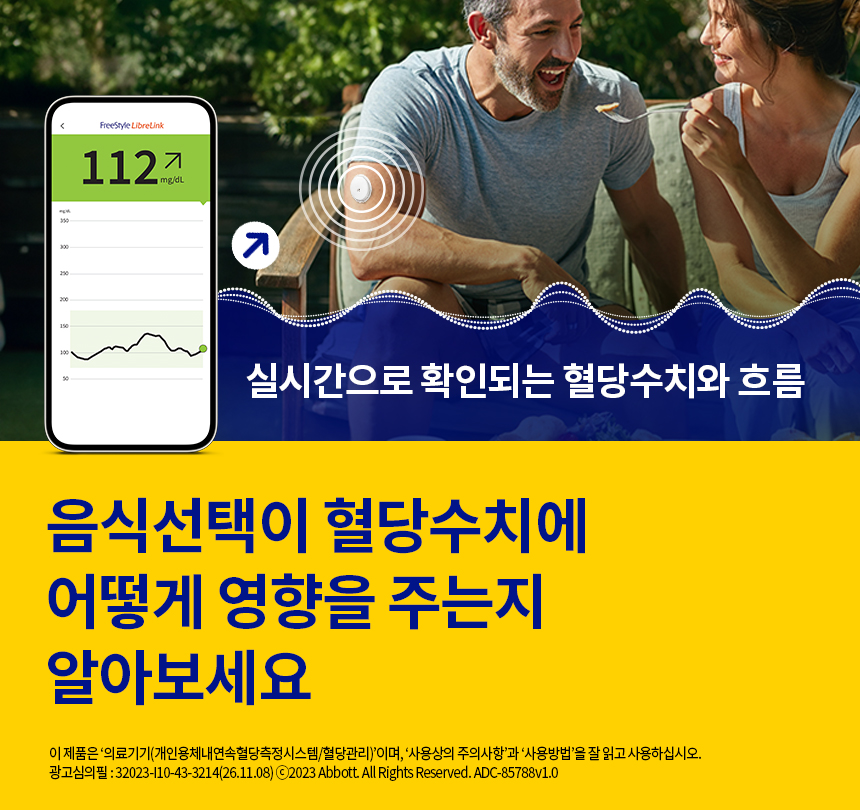 FreeStyle LibreLink
112
mg/dL
mg/dL
350
300
250
200
150
100
50
실시간으로 확인되는 혈당수치와 흐름
음식선택이 혈당수치에
어떻게 영향을 주는지
알아보세요
이 제품은 ‘의료기기(개인용체내연속혈당측정시스템/혈당관리)’이며, ‘사용상의 주의사항’과 ‘사용방법’을 잘 읽고 사용하십시오.
광고심의필 : 32023-I10-43-3214(26.11.08) ⓒ2023 Abbott. All Rights Reserved. ADC-85788v1.0